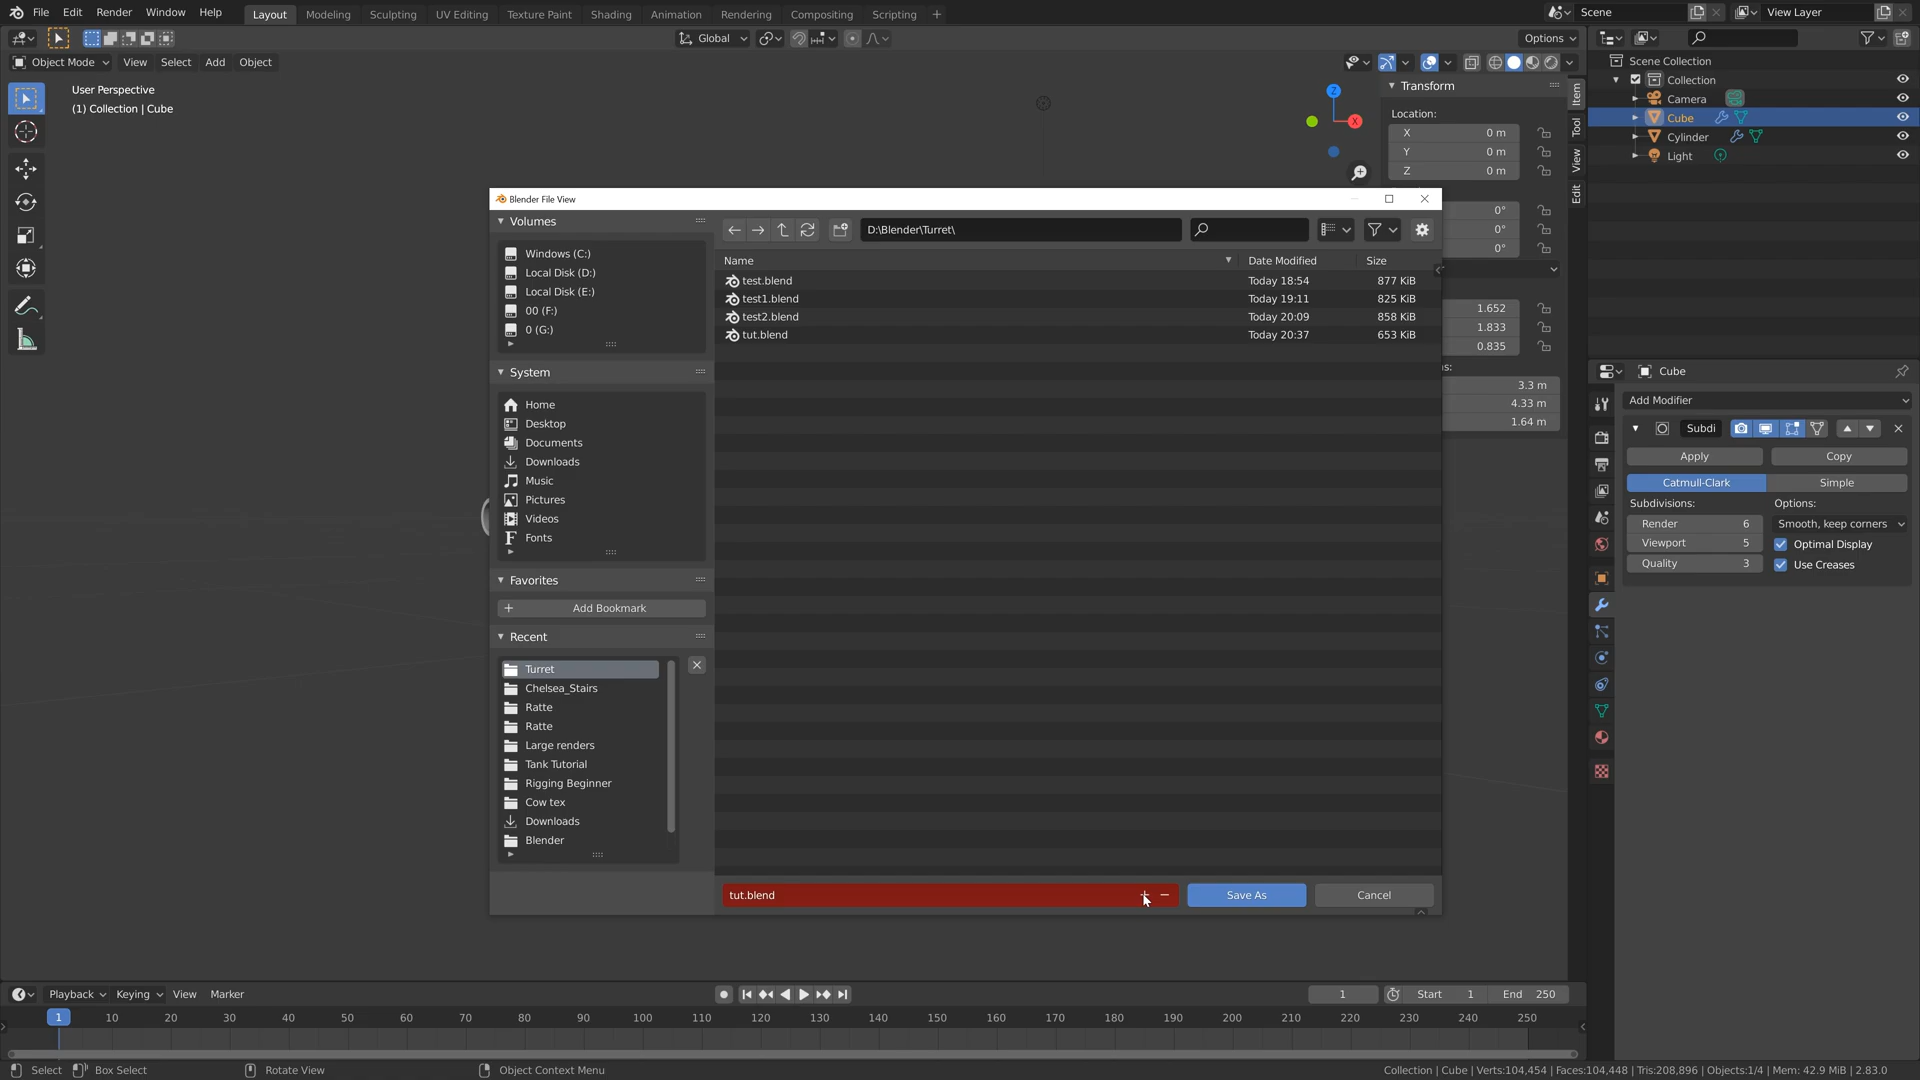 File Edit Render Window Help Layout Modeling Sculpting UV Editing Texture Paint Shading Animation Rendering Compositing Scripting + Scene View Layer
Global Options
Object Mode View Select Add Object
User Perspective
(1) Collection | Cube
Z
X
Transform
Location:
X 0 m
Y 0 m
Z 0 m
0°
0°
0°
1.652
1.833
0.835
s:
3.3 m
4.33 m
1.64 m
Item
Tool
View
Edit
Scene Collection
Collection
Camera
Cube
Cylinder
Light
Blender File View
Volumes
Windows (C:)
Local Disk (D:)
Local Disk (E:)
00 (F:)
0 (G:)
System
Home
Desktop
Documents
Downloads
Music
Pictures
Videos
Fonts
Favorites
Add Bookmark
Recent
Turret
Chelsea_Stairs
Ratte
Ratte
Large renders
Tank Tutorial
Rigging Beginner
Cow tex
Downloads
Blender
D:\Blender\Turret\
Name Date Modified Size
test.blend Today 18:54 877 KiB
test1.blend Today 19:11 825 KiB
test2.blend Today 20:09 858 KiB
tut.blend Today 20:37 653 KiB
tut.blend Save As Cancel
Cube
Add Modifier
Subdi
Apply Copy
Catmull-Clark Simple
Subdivisions: Options:
Render 6 Smooth, keep corners
Viewport 5 Optimal Display
Quality 3 Use Creases
Playback Keying View Marker 1 Start 1 End 250
1 10 20 30 40 50 60 70 80 90 100 110 120 130 140 150 160 170 180 190 200 210 220 230 240 250
Select Box Select Rotate View Object Context Menu Collection | Cube | Verts:104,454 | Faces:104,448 | Tris:208,896 | Objects:1/4 | Mem: 42.9 MiB | 2.83.0